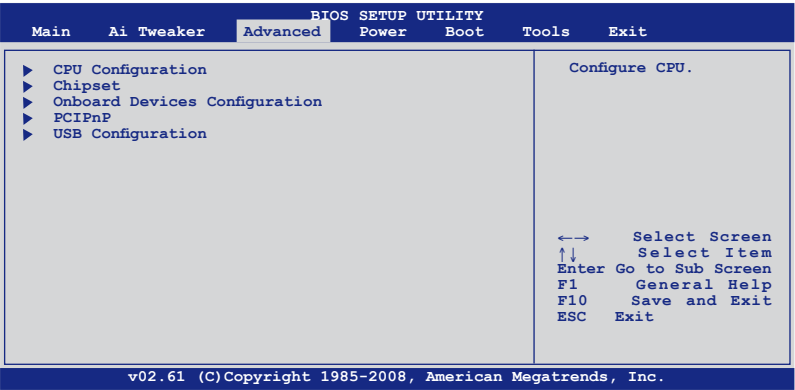 BIOS SETUP UTILITY
Main Ai Tweaker Advanced Power Boot Tools Exit
CPU Configuration
Chipset
Onboard Devices Configuration
PCIPnP
USB Configuration
Configure CPU.
←→ Select Screen
↑↓ Select Item
Enter Go to Sub Screen
F1 General Help
F10 Save and Exit
ESC Exit
v02.61 (C)Copyright 1985-2008, American Megatrends, Inc.